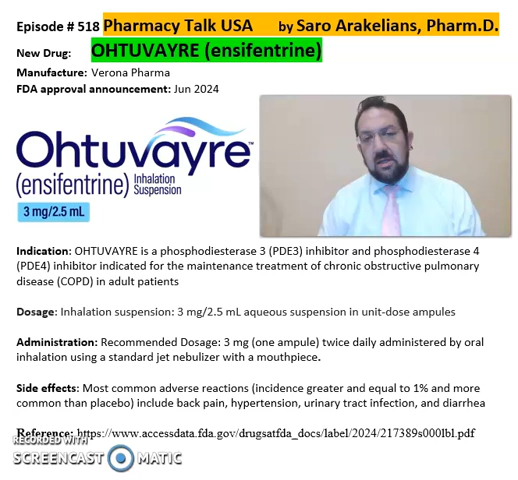 Episode # 518 Pharmacy Talk USA by Saro Arakelians, Pharm.D.
New Drug: OHTUVAYRE (ensifentrine)
Manufacture: Verona Pharma
FDA approval announcement: Jun 2024
Ohtuvayre™
(ensifentrine) Inhalation Suspension
3 mg/2.5 mL
Indication: OHTUVAYRE is a phosphodiesterase 3 (PDE3) inhibitor and phosphodiesterase 4
(PDE4) inhibitor indicated for the maintenance treatment of chronic obstructive pulmonary
disease (COPD) in adult patients
Dosage: Inhalation suspension: 3 mg/2.5 mL aqueous suspension in unit-dose ampules
Administration: Recommended Dosage: 3 mg (one ampule) twice daily administered by oral
inhalation using a standard jet nebulizer with a mouthpiece.
Side effects: Most common adverse reactions (incidence greater and equal to 1% and more
common than placebo) include back pain, hypertension, urinary tract infection, and diarrhea
Reference: https://www.accessdata.fda.gov/drugsatfda_docs/label/2024/217389s000lbl.pdf
RECORDED WITH
SCREENCAST MATIC